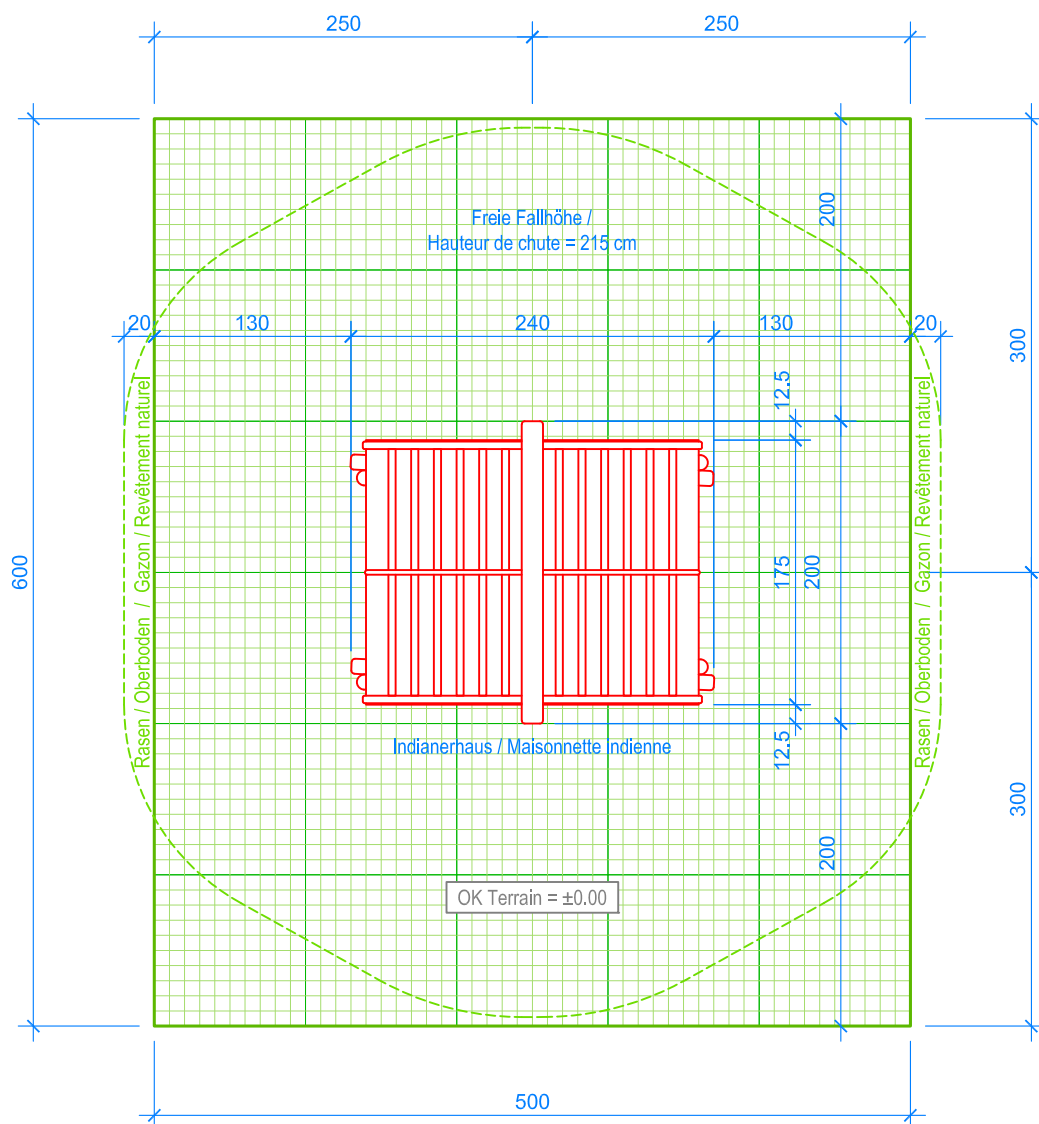 250
250
200
Freie Fallhöhe /
Hauteur de chute = 215 cm
20
130
240
130
20
300
12.5
Rasen / Oberboden / Gazon / Revêtement naturel
Rasen / Oberboden / Gazon / Revêtement naturel
600
175
200
Indianerhaus / Maisonnette indienne
12.5
300
200
OK Terrain = ±0.00
500